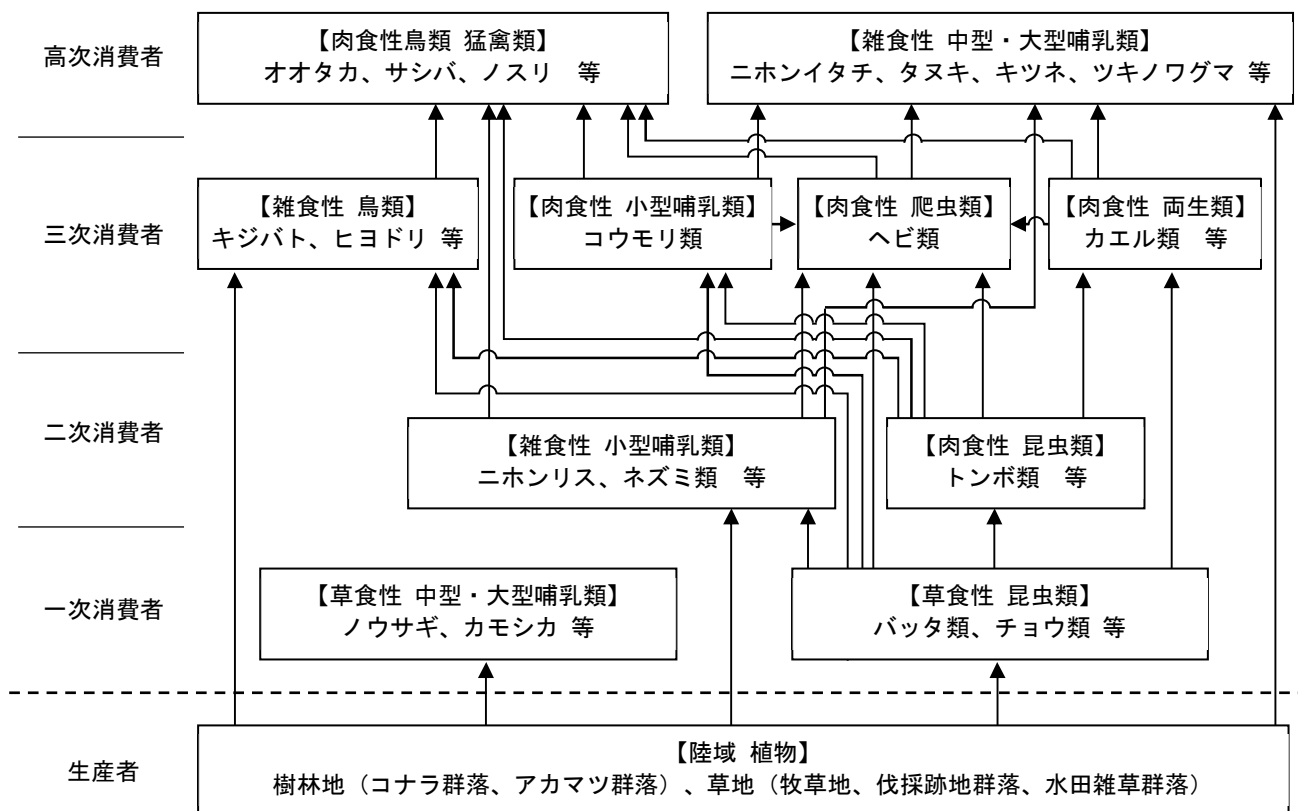 高次消費者
【肉食性鳥類 猛禽類】
オオタカ、サシバ、ノスリ 等
【雑食性 中型・大型哺乳類】
ニホンイタチ、タヌキ、キツネ、ツキノワグマ 等
三次消費者
【雑食性 鳥類】
キジバト、ヒヨドリ 等
【肉食性 小型哺乳類】
コウモリ類
【肉食性 爬虫類】
ヘビ類
【肉食性 両生類】
カエル類 等
二次消費者
【雑食性 小型哺乳類】
ニホンリス、ネズミ類 等
【肉食性 昆虫類】
トンボ類 等
一次消費者
【草食性 中型・大型哺乳類】
ノウサギ、カモシカ 等
【草食性 昆虫類】
バッタ類、チョウ類 等
生産者
【陸域 植物】
樹林地（コナラ群落、アカマツ群落）、草地（牧草地、伐採跡地群落、水田雑草群落）